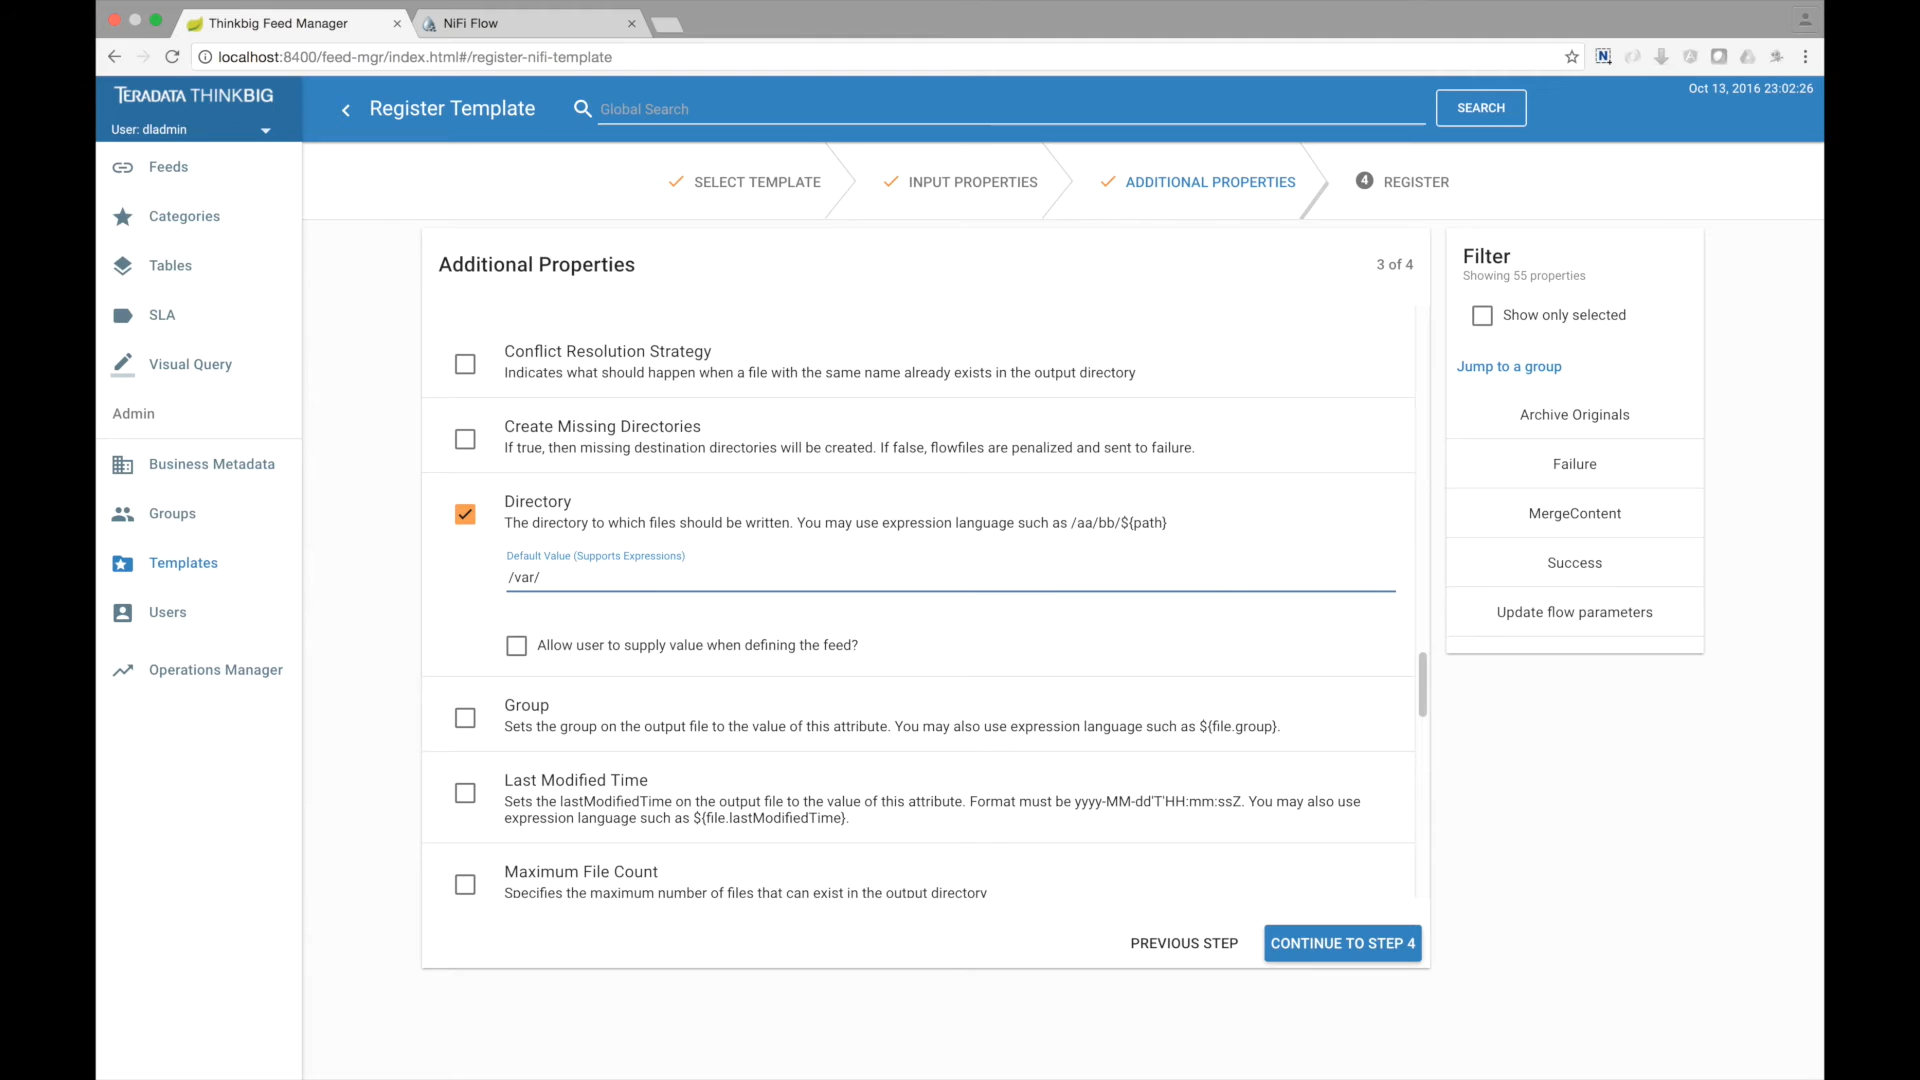 Thinkbig Feed Manager
NiFi Flow
localhost:8400/feed-mgr/index.html#/register-nifi-template
TERADATA THINKBIG
User: dladmin
Register Template
Global Search
SEARCH
Oct 13, 2016 23:02:26
Feeds
Categories
Tables
SLA
Visual Query
Admin
Business Metadata
Groups
Templates
Users
Operations Manager
SELECT TEMPLATE
INPUT PROPERTIES
ADDITIONAL PROPERTIES
4 REGISTER
Additional Properties
3 of 4
Conflict Resolution Strategy
Indicates what should happen when a file with the same name already exists in the output directory
Create Missing Directories
If true, then missing destination directories will be created. If false, flowfiles are penalized and sent to failure.
Directory
The directory to which files should be written. You may use expression language such as /aa/bb/${path}
Default Value (Supports Expressions)
/var/
Allow user to supply value when defining the feed?
Group
Sets the group on the output file to the value of this attribute. You may also use expression language such as ${file.group}.
Last Modified Time
Sets the lastModifiedTime on the output file to the value of this attribute. Format must be yyyy-MM-dd'T'HH:mm:ssZ. You may also use
expression language such as ${file.lastModifiedTime}.
Maximum File Count
Specifies the maximum number of files that can exist in the output directory
PREVIOUS STEP
CONTINUE TO STEP 4
Filter
Showing 55 properties
Show only selected
Jump to a group
Archive Originals
Failure
MergeContent
Success
Update flow parameters